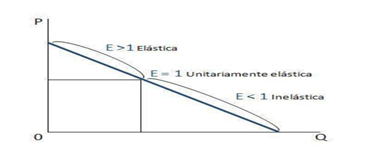 P
E >1 Elástica
E = 1 Unitariamente elástica
E < 1 Inelástica
O
Q